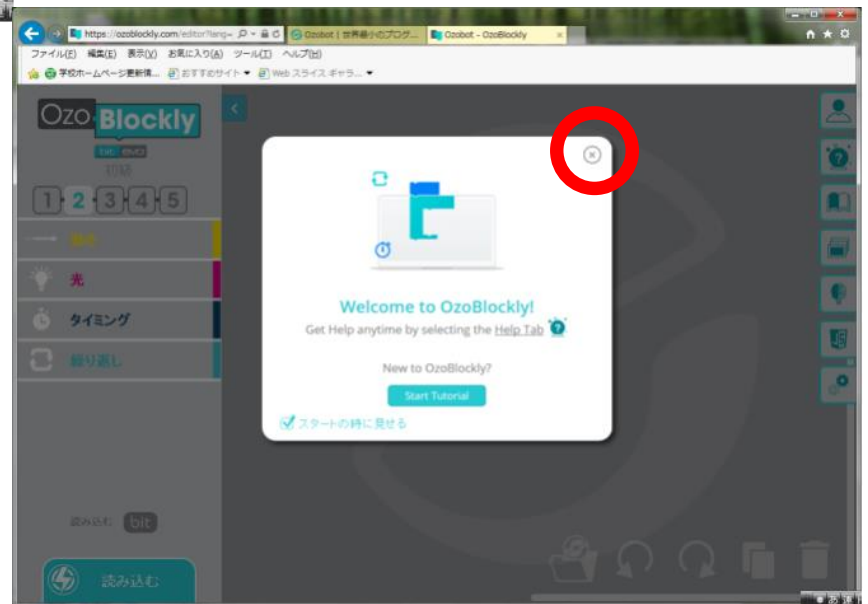 https://ozoblockly.com/editor?lang=
Ozobot | 世界最小のプログ...
Ozobot - OzoBlockly
ファイル(F) 編集(E) 表示(V) お気に入り(A) ツール(T) ヘルプ(H)
学校ホームページ更新情... おすすめサイト Web スライス ギャラ...
OZO Blockly
bit evo
初級
1 2 3 4 5
動き
光
タイミング
繰り返し
Welcome to OzoBlockly!
Get Help anytime by selecting the Help Tab
New to OzoBlockly?
Start Tutorial
スタートの時に見せる
JS
読み込む bit
読み込む